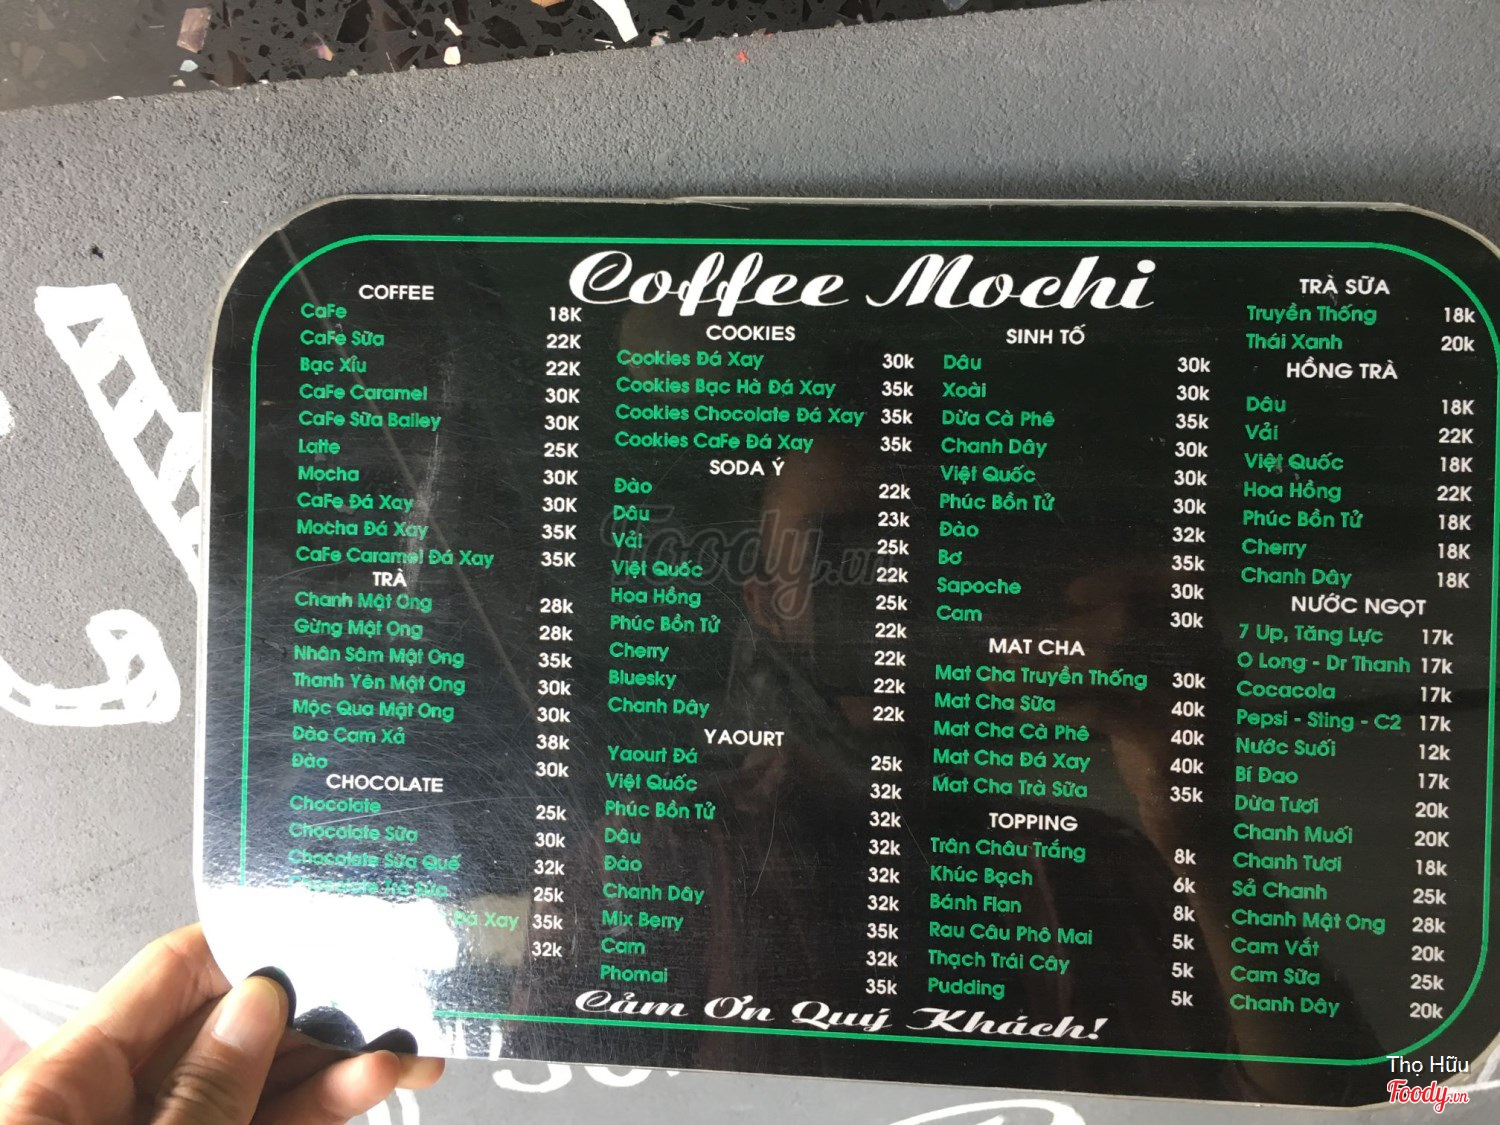 Coffee Mochi
COFFEE
CaFe 18K
CaFe Sữa 22K
Bạc Xỉu 22K
CaFe Caramel 30K
CaFe Sữa Bailey 30K
Latte 25K
Mocha 30K
CaFe Đá Xay 30K
Mocha Đá Xay 35K
CaFe Caramel Đá Xay 35K
TRÀ
Chanh Mật Ong 28k
Gừng Mật Ong 28k
Nhân Sâm Mật Ong 35k
Thanh Yên Mật Ong 30k
Mộc Qua Mật Ong 30k
Đào Cam Xả 38k
Đào 30k
CHOCOLATE
Chocolate 25k
Chocolate Sữa 30k
Chocolate Sữa Quế 32k
Chocolate Trà Sữa 25k
Đá Xay 35k
32k
COOKIES
Cookies Đá Xay 30k
Cookies Bạc Hà Đá Xay 35k
Cookies Chocolate Đá Xay 35k
Cookies CaFe Đá Xay 35k
SODA Ý
Đào 22k
Dâu 23k
Vải 25k
Việt Quốc 22k
Hoa Hồng 25k
Phúc Bồn Tử 22k
Cherry 22k
Bluesky 22k
Chanh Dây 22k
YAOURT
Yaourt Đá 25k
Việt Quốc 32k
Phúc Bồn Tử 32k
Dâu 32k
Đào 32k
Chanh Dây 32k
Mix Berry 35k
Cam 32k
Phomai 35k
SINH TỐ
Dâu 30k
Xoài 30k
Dừa Cà Phê 35k
Chanh Dây 30k
Việt Quốc 30k
Phúc Bồn Tử 30k
Đào 32k
Bơ 35k
Sapoche 30k
Cam 30k
MAT CHA
Mat Cha Truyền Thống 30k
Mat Cha Sữa 40k
Mat Cha Cà Phê 40k
Mat Cha Đá Xay 40k
Mat Cha Trà Sữa 35k
TOPPING
Trân Châu Trắng 8k
Khúc Bạch 6k
Bánh Flan 8k
Rau Câu Phô Mai 5k
Thạch Trái Cây 5k
Pudding 5k
TRÀ SỮA
Truyền Thống 18k
Thái Xanh 20k
HỒNG TRÀ
Dâu 18K
Vải 22K
Việt Quốc 18K
Hoa Hồng 22K
Phúc Bồn Tử 18K
Cherry 18K
Chanh Dây 18K
NƯỚC NGỌT
7 Up, Tăng Lực 17k
O Long - Dr Thanh 17k
Cocacola 17k
Pepsi - Sting - C2 17k
Nước Suối 12k
Bí Đao 17k
Dừa Tươi 20k
Chanh Muối 20K
Chanh Tươi 18k
Sả Chanh 25k
Chanh Mật Ong 28k
Cam Vắt 20k
Cam Sữa 25k
Chanh Dây 20k
Cảm Ơn Quý Khách!
Foody.vn
Thọ Hữu
Foody.vn